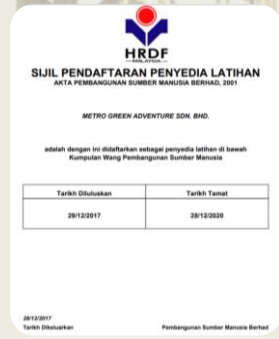 HRDF
MALAYSIA
SIJIL PENDAFTARAN PENYEDIA LATIHAN
AKTA PEMBANGUNAN SUMBER MANUSIA BERHAD, 2001
METRO GREEN ADVENTURE SDN. BHD.
adalah dengan ini didaftarkan sebagai penyedia latihan di bawah
Kumpulan Wang Pembangunan Sumber Manusia
Tarikh Diluluskan Tarikh Tamat
29/12/2017 28/12/2020
28/12/2017
Tarikh Dikeluarkan Pembangunan Sumber Manusia Berhad